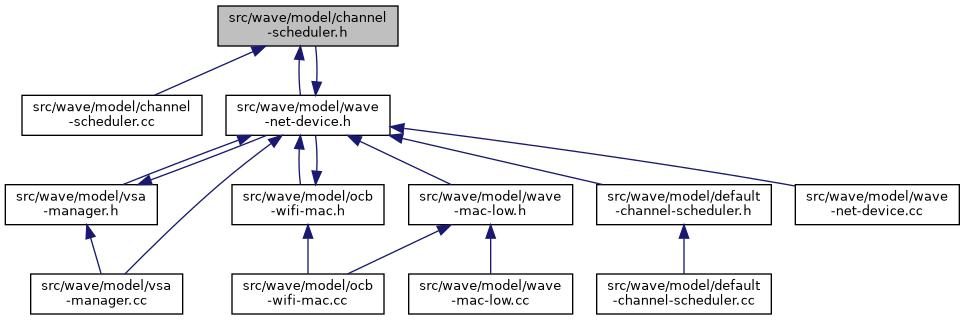 src/wave/model/channel
-scheduler.h
src/wave/model/channel
-scheduler.cc
src/wave/model/wave
-net-device.h
src/wave/model/vsa
-manager.h
src/wave/model/ocb
-wifi-mac.h
src/wave/model/wave
-mac-low.h
src/wave/model/default
-channel-scheduler.h
src/wave/model/wave
-net-device.cc
src/wave/model/vsa
-manager.cc
src/wave/model/ocb
-wifi-mac.cc
src/wave/model/wave
-mac-low.cc
src/wave/model/default
-channel-scheduler.cc